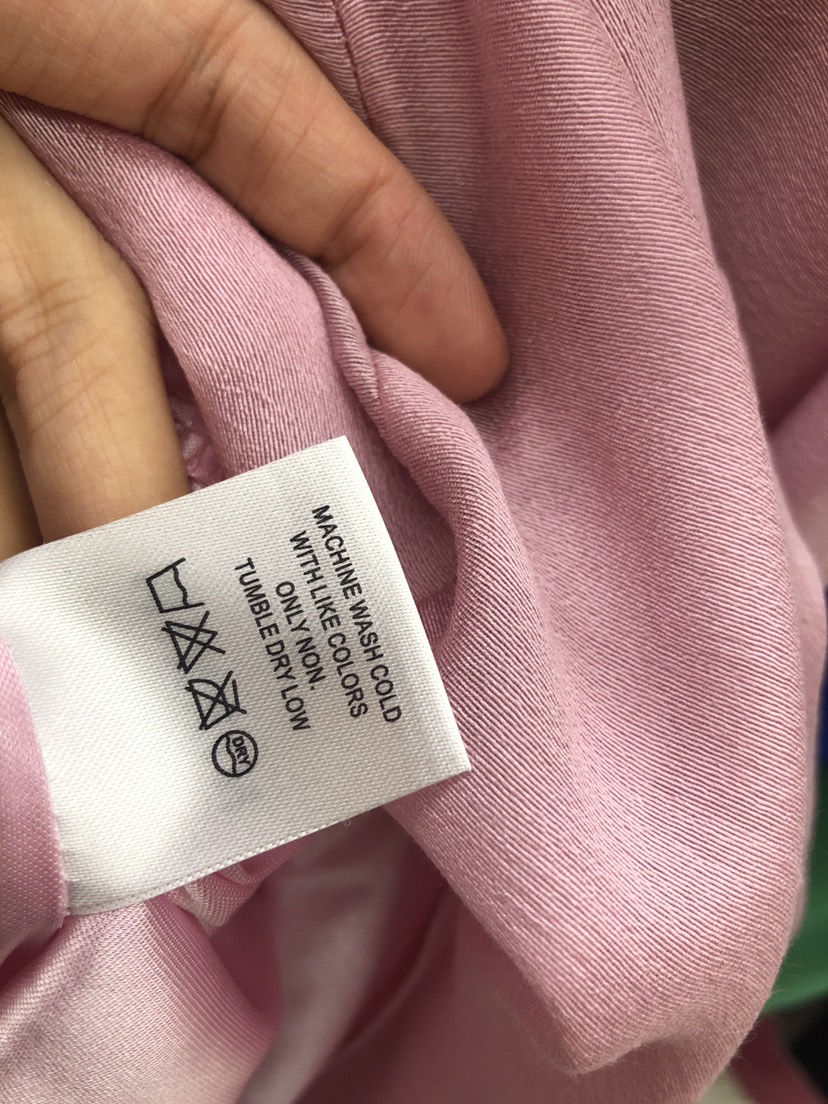 MACHINE WASH COLD
WITH LIKE COLORS
ONLY NON.
TUMBLE DRY LOW
DRY